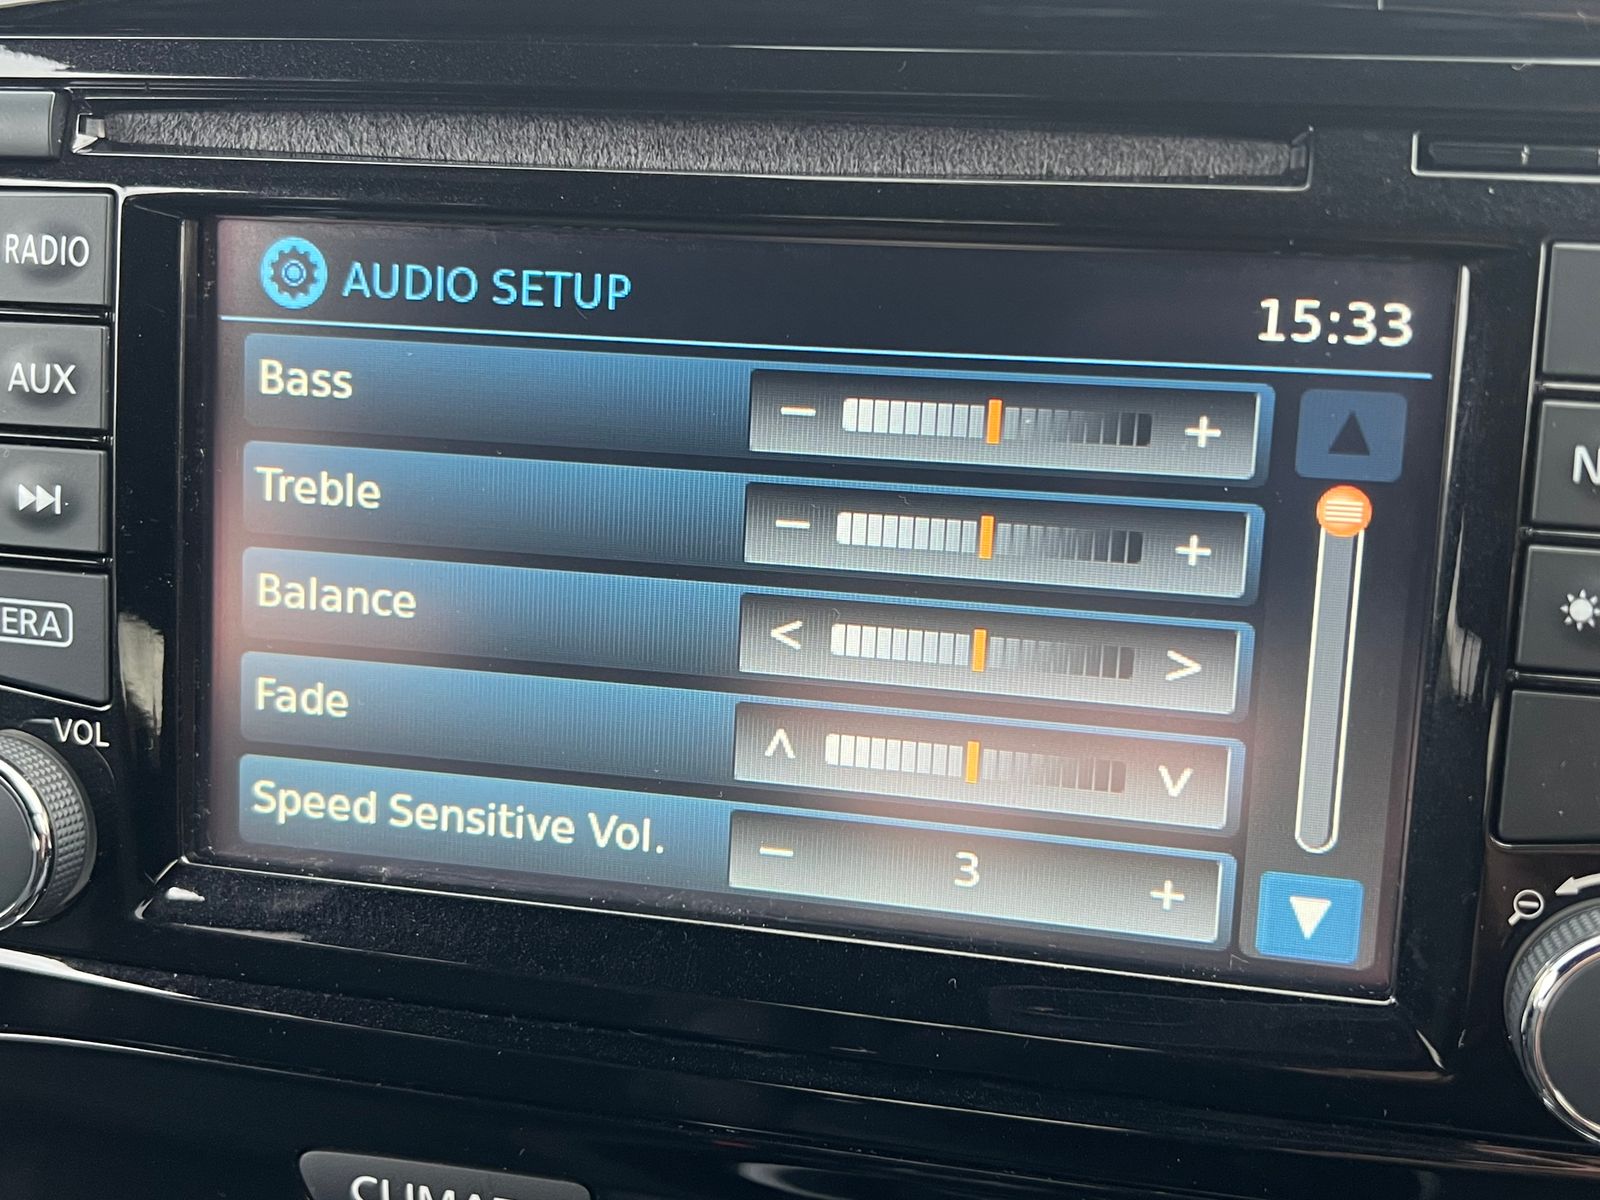 RADIO
AUX
ERA
VOL
AUDIO SETUP
15:33
Bass
− +
Treble
− +
Balance
< >
Fade
Speed Sensitive Vol.
− 3 +